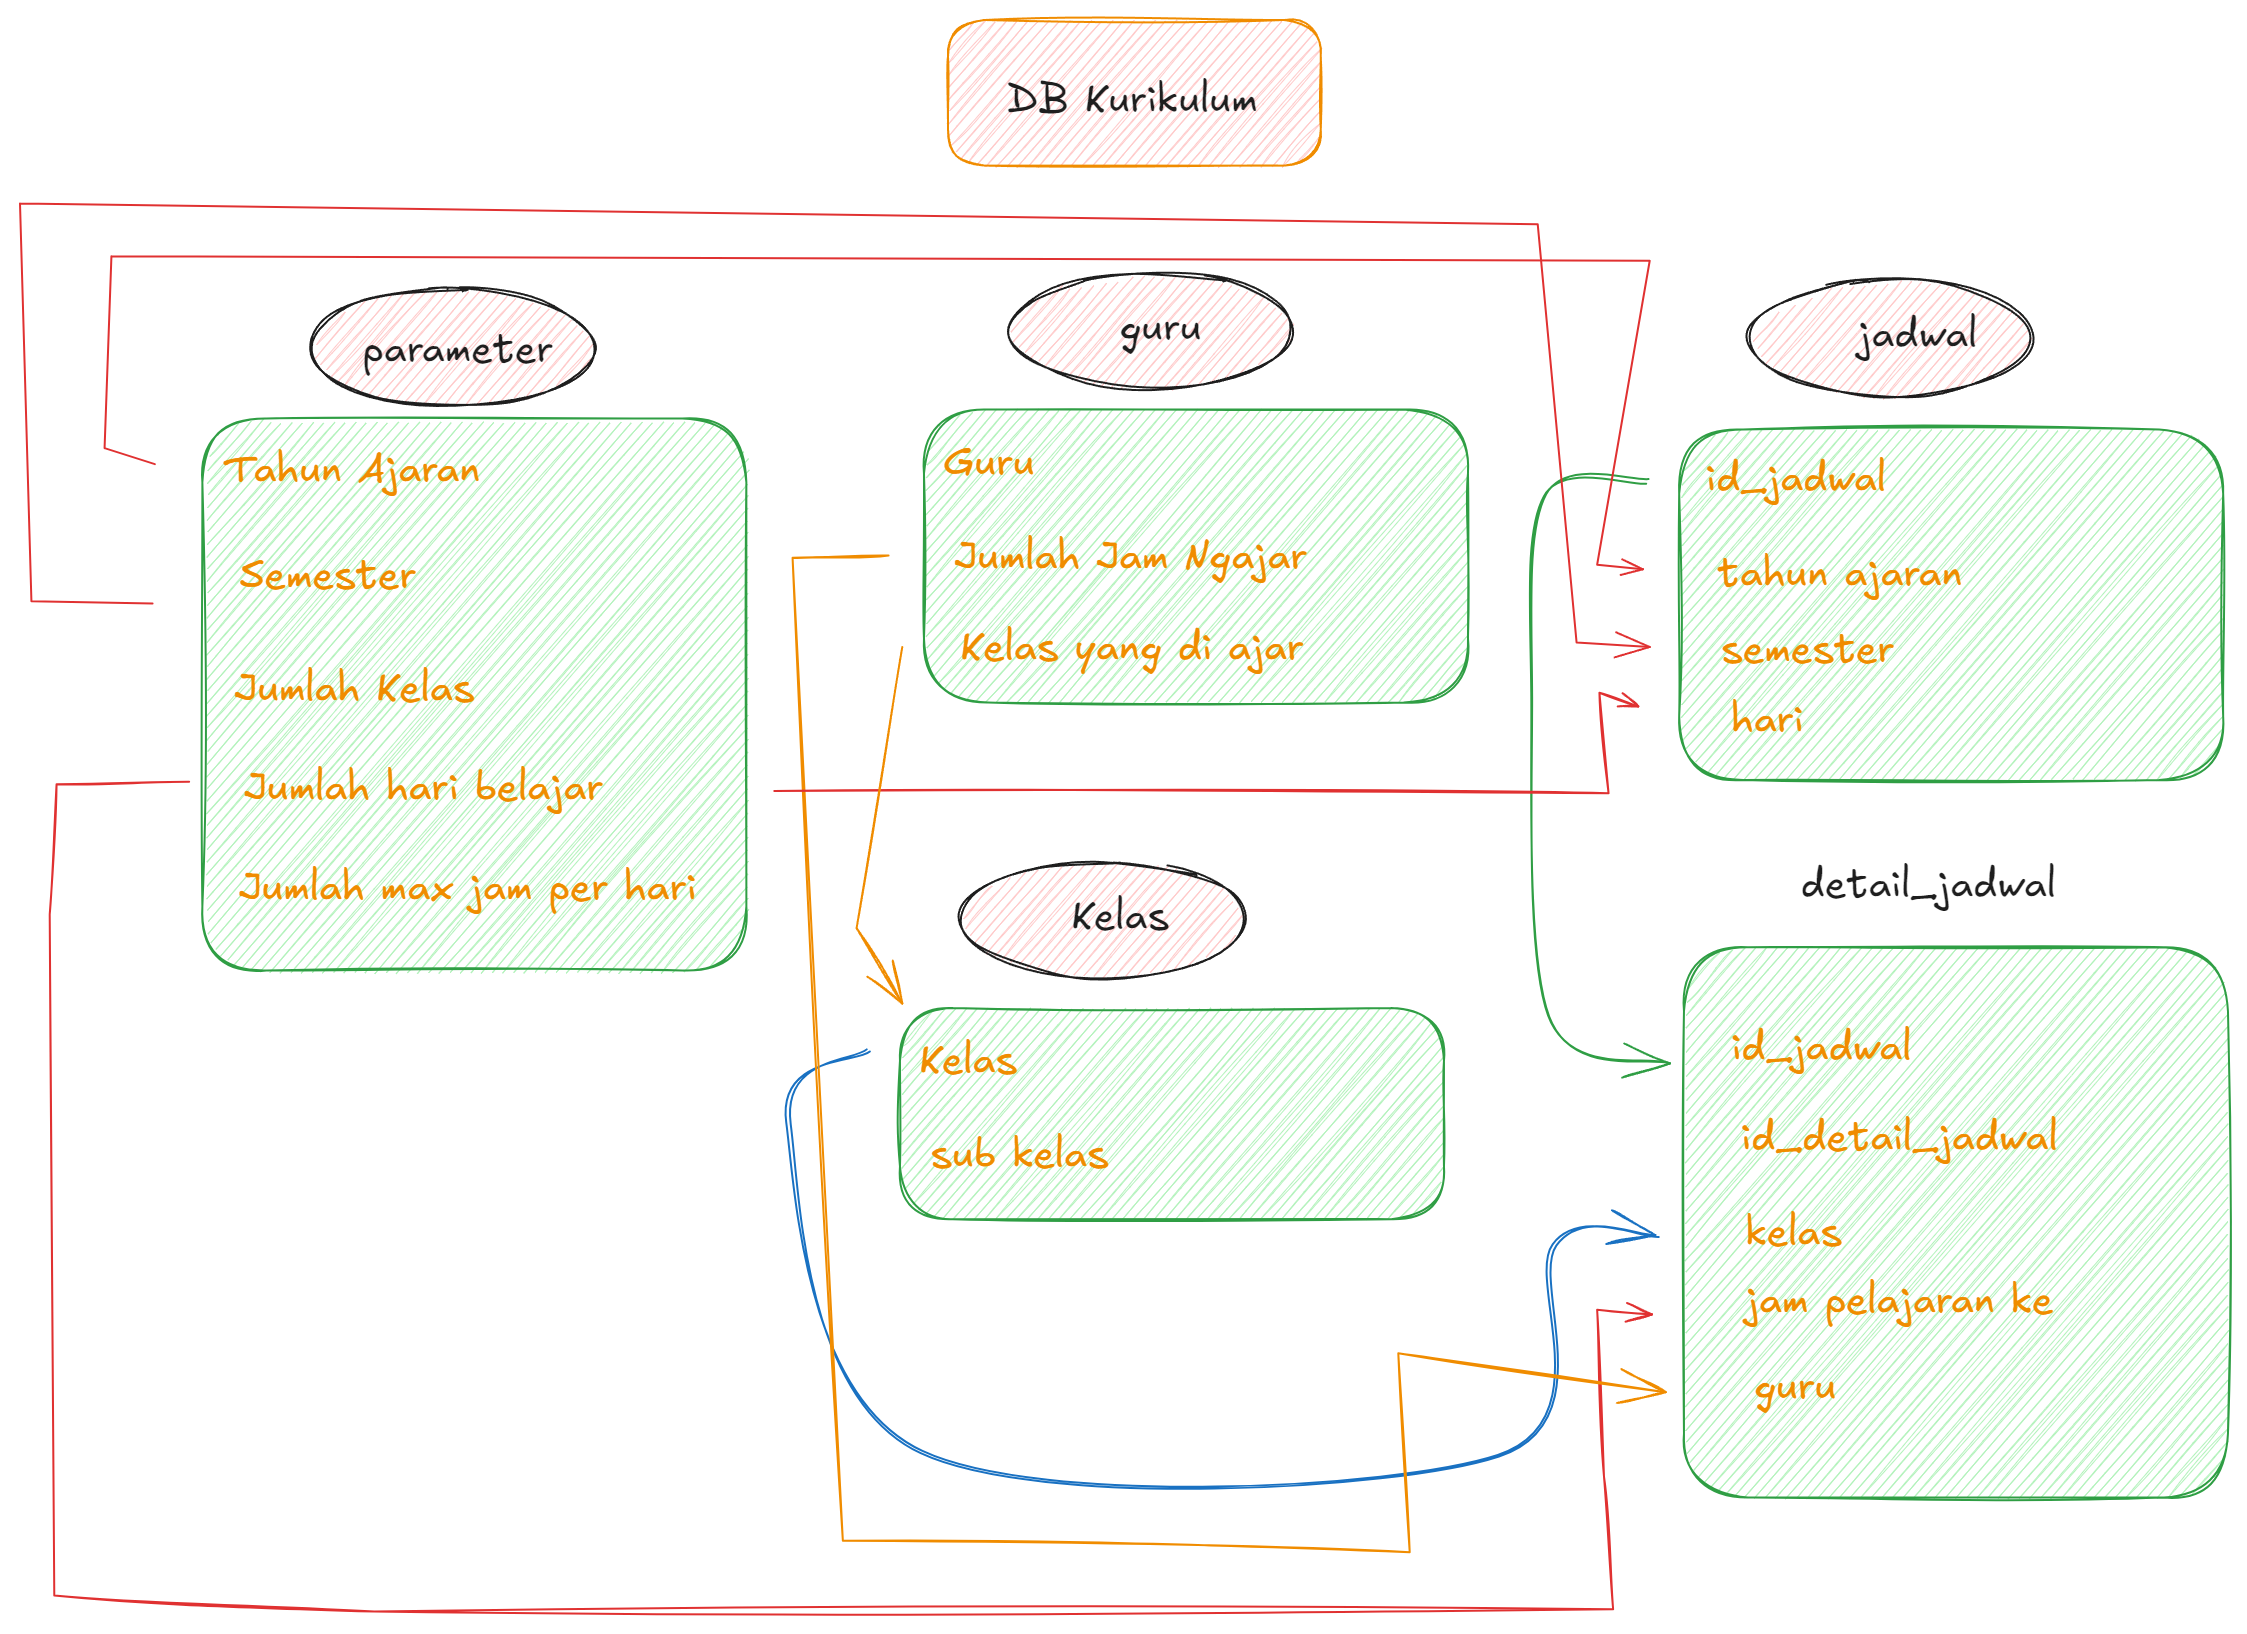 DB Kurikulum
parameter
Tahun Ajaran
Semester
Jumlah Kelas
Jumlah hari belajar
Jumlah max jam per hari
guru
Guru
Jumlah Jam Ngajar
Kelas yang di ajar
Kelas
Kelas
sub kelas
jadwal
id_jadwal
tahun ajaran
semester
hari
detail_jadwal
id_jadwal
id_detail_jadwal
kelas
jam pelajaran ke
guru